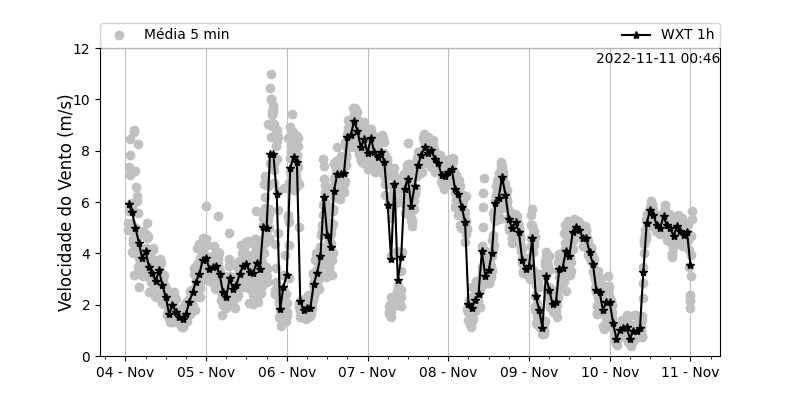 Média 5 min
WXT 1h
2022-11-11 00:46
Velocidade do Vento (m/s)
12
10
8
6
4
2
0
04 - Nov 05 - Nov 06 - Nov 07 - Nov 08 - Nov 09 - Nov 10 - Nov 11 - Nov